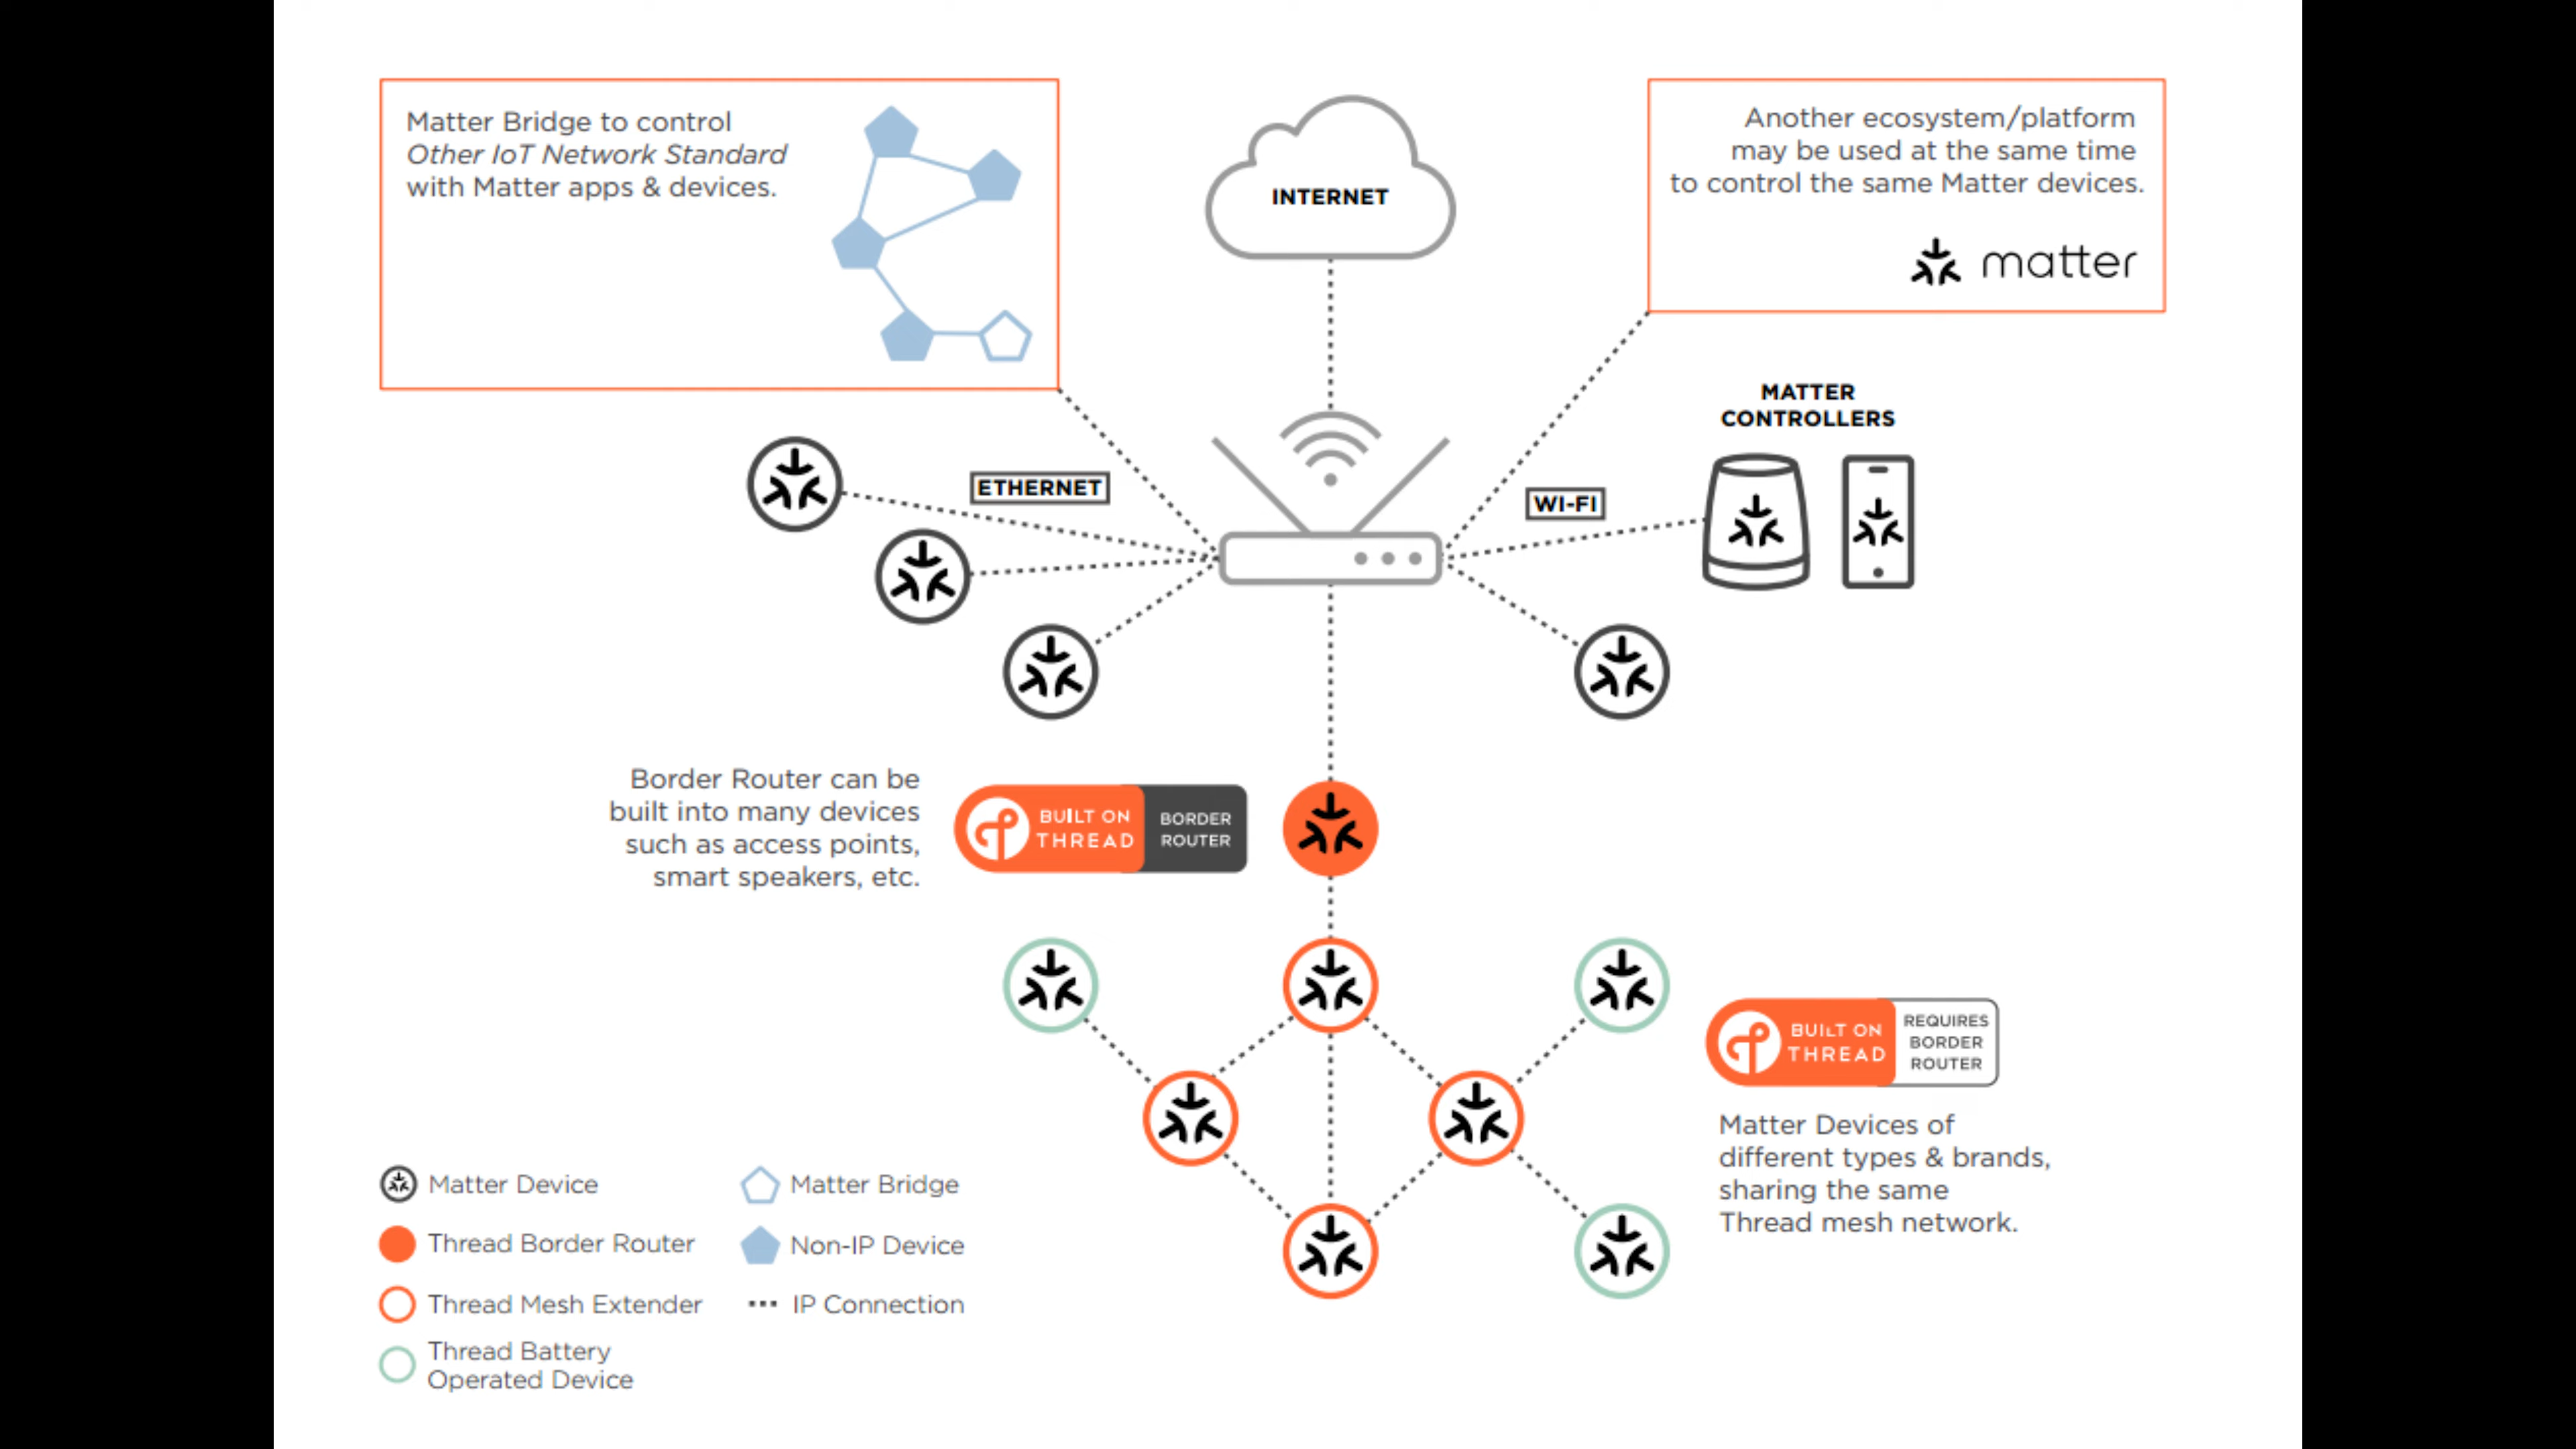 Matter Bridge to control
Other IoT Network Standard
with Matter apps & devices.
INTERNET
Another ecosystem/platform
may be used at the same time
to control the same Matter devices.
matter
MATTER
CONTROLLERS
ETHERNET
WI-FI
Border Router can be
built into many devices
such as access points,
smart speakers, etc.
BUILT ON
THREAD
BORDER
ROUTER
BUILT ON
THREAD
REQUIRES
BORDER
ROUTER
Matter Devices of
different types & brands,
sharing the same
Thread mesh network.
Matter Device
Thread Border Router
Thread Mesh Extender
Thread Battery
Operated Device
Matter Bridge
Non-IP Device
IP Connection